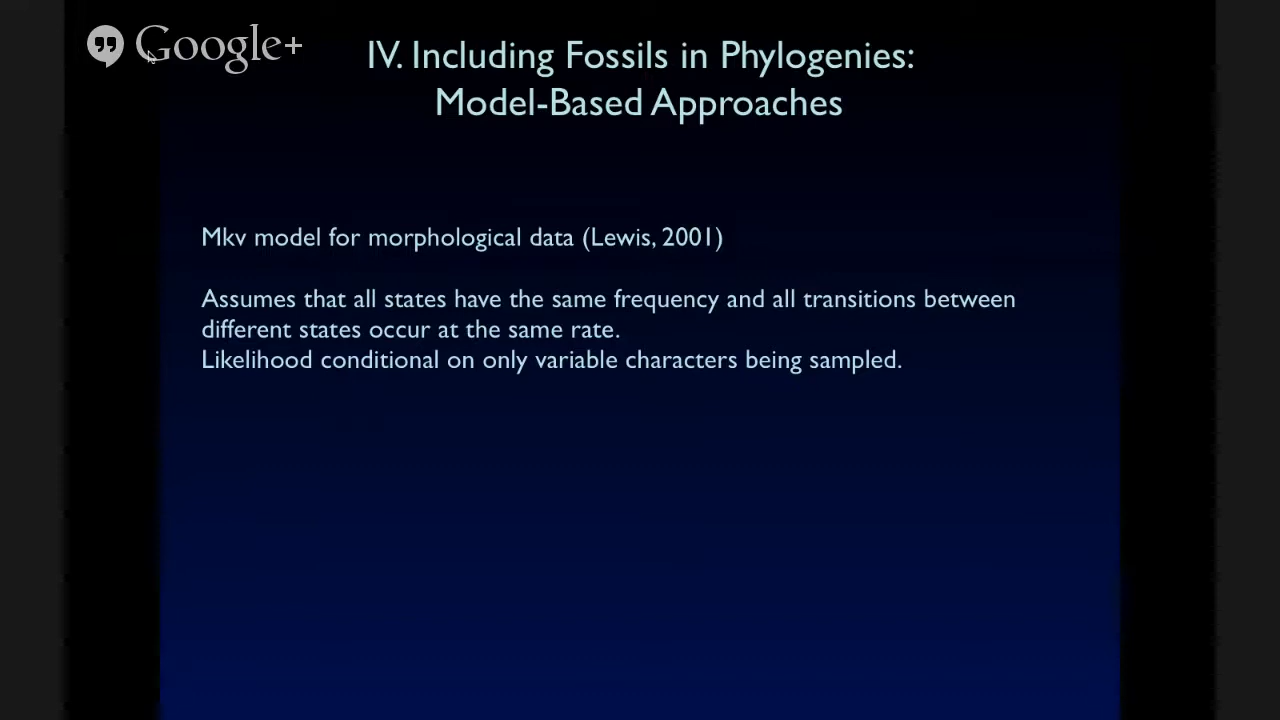 Google+
IV. Including Fossils in Phylogenies:
Model-Based Approaches
Mkv model for morphological data (Lewis, 2001)
Assumes that all states have the same frequency and all transitions between
different states occur at the same rate.
Likelihood conditional on only variable characters being sampled.